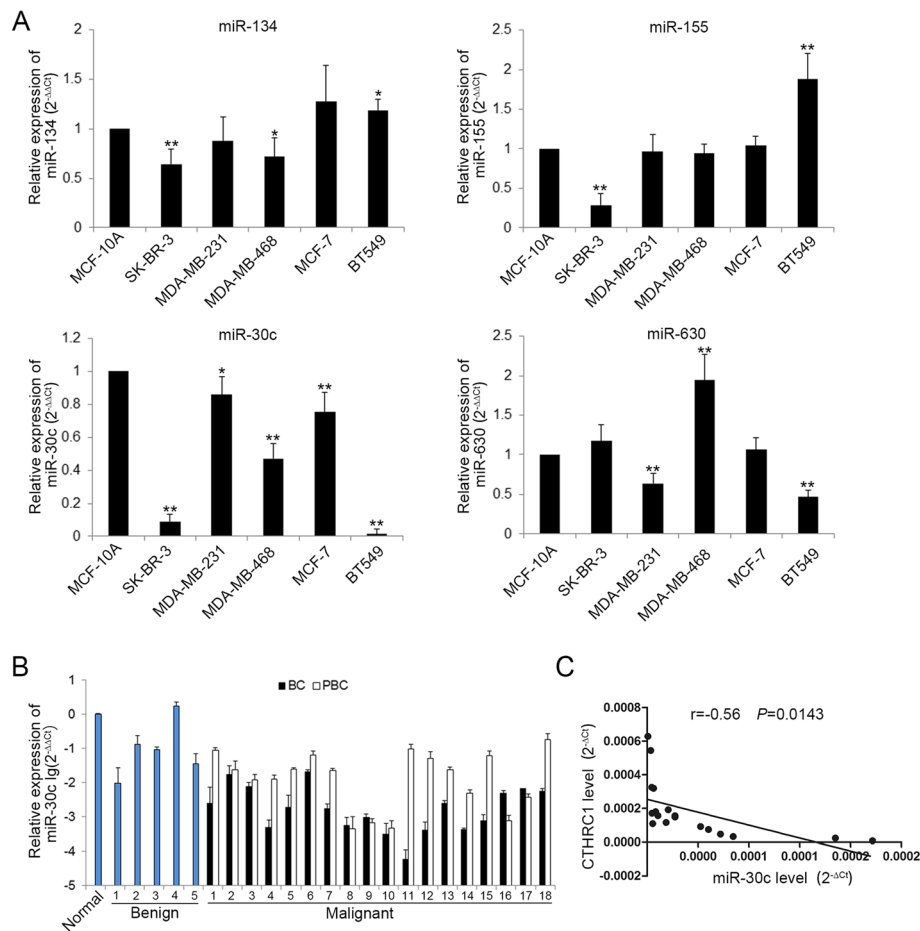 A
miR-134
Relative expression of
miR-134 (2-ΔΔCt)
2
1.5
1
0.5
0
**
*
*
MCF-10A
SK-BR-3
MDA-MB-231
MDA-MB-468
MCF-7
BT549
miR-155
Relative expression of
miR-155 (2-ΔΔCt)
2.5
2
1.5
1
0.5
0
**
**
MCF-10A
SK-BR-3
MDA-MB-231
MDA-MB-468
MCF-7
BT549
miR-30c
Relative expression of
miR-30c (2-ΔΔCt)
1.2
1
0.8
0.6
0.4
0.2
0
**
*
**
**
**
MCF-10A
SK-BR-3
MDA-MB-231
MDA-MB-468
MCF-7
BT549
miR-630
Relative expression of
miR-630 (2-ΔΔCt)
2.5
2
1.5
1
0.5
0
**
**
**
MCF-10A
SK-BR-3
MDA-MB-231
MDA-MB-468
MCF-7
BT549
B
Relative expression of
miR-30c lg(2-ΔΔCt)
BC PBC
1
0
-1
-2
-3
-4
-5
Normal
1 2 3 4 5
Benign
1 2 3 4 5 6 7 8 9 10 11 12 13 14 15 16 17 18
Malignant
C
r=-0.56 P=0.0143
CTHRC1 level (2-ΔCt)
0.0008
0.0006
0.0004
0.0002
0.0000
-0.0002
0.0000 0.0001 0.0001 0.0002 0.0002
miR-30c level (2-ΔCt)